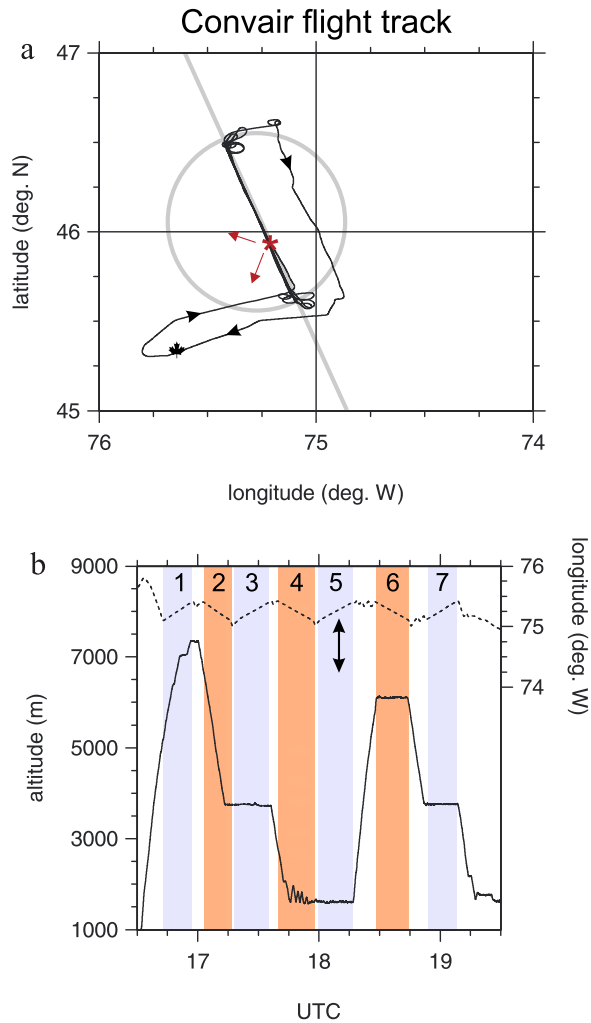 Convair flight track
a
47
46
45
latitude (deg. N)
76
75
74
longitude (deg. W)
b
9000
7000
5000
3000
1000
altitude (m)
1 2 3 4 5 6 7
76
75
74
longitude (deg. W)
17
18
19
UTC